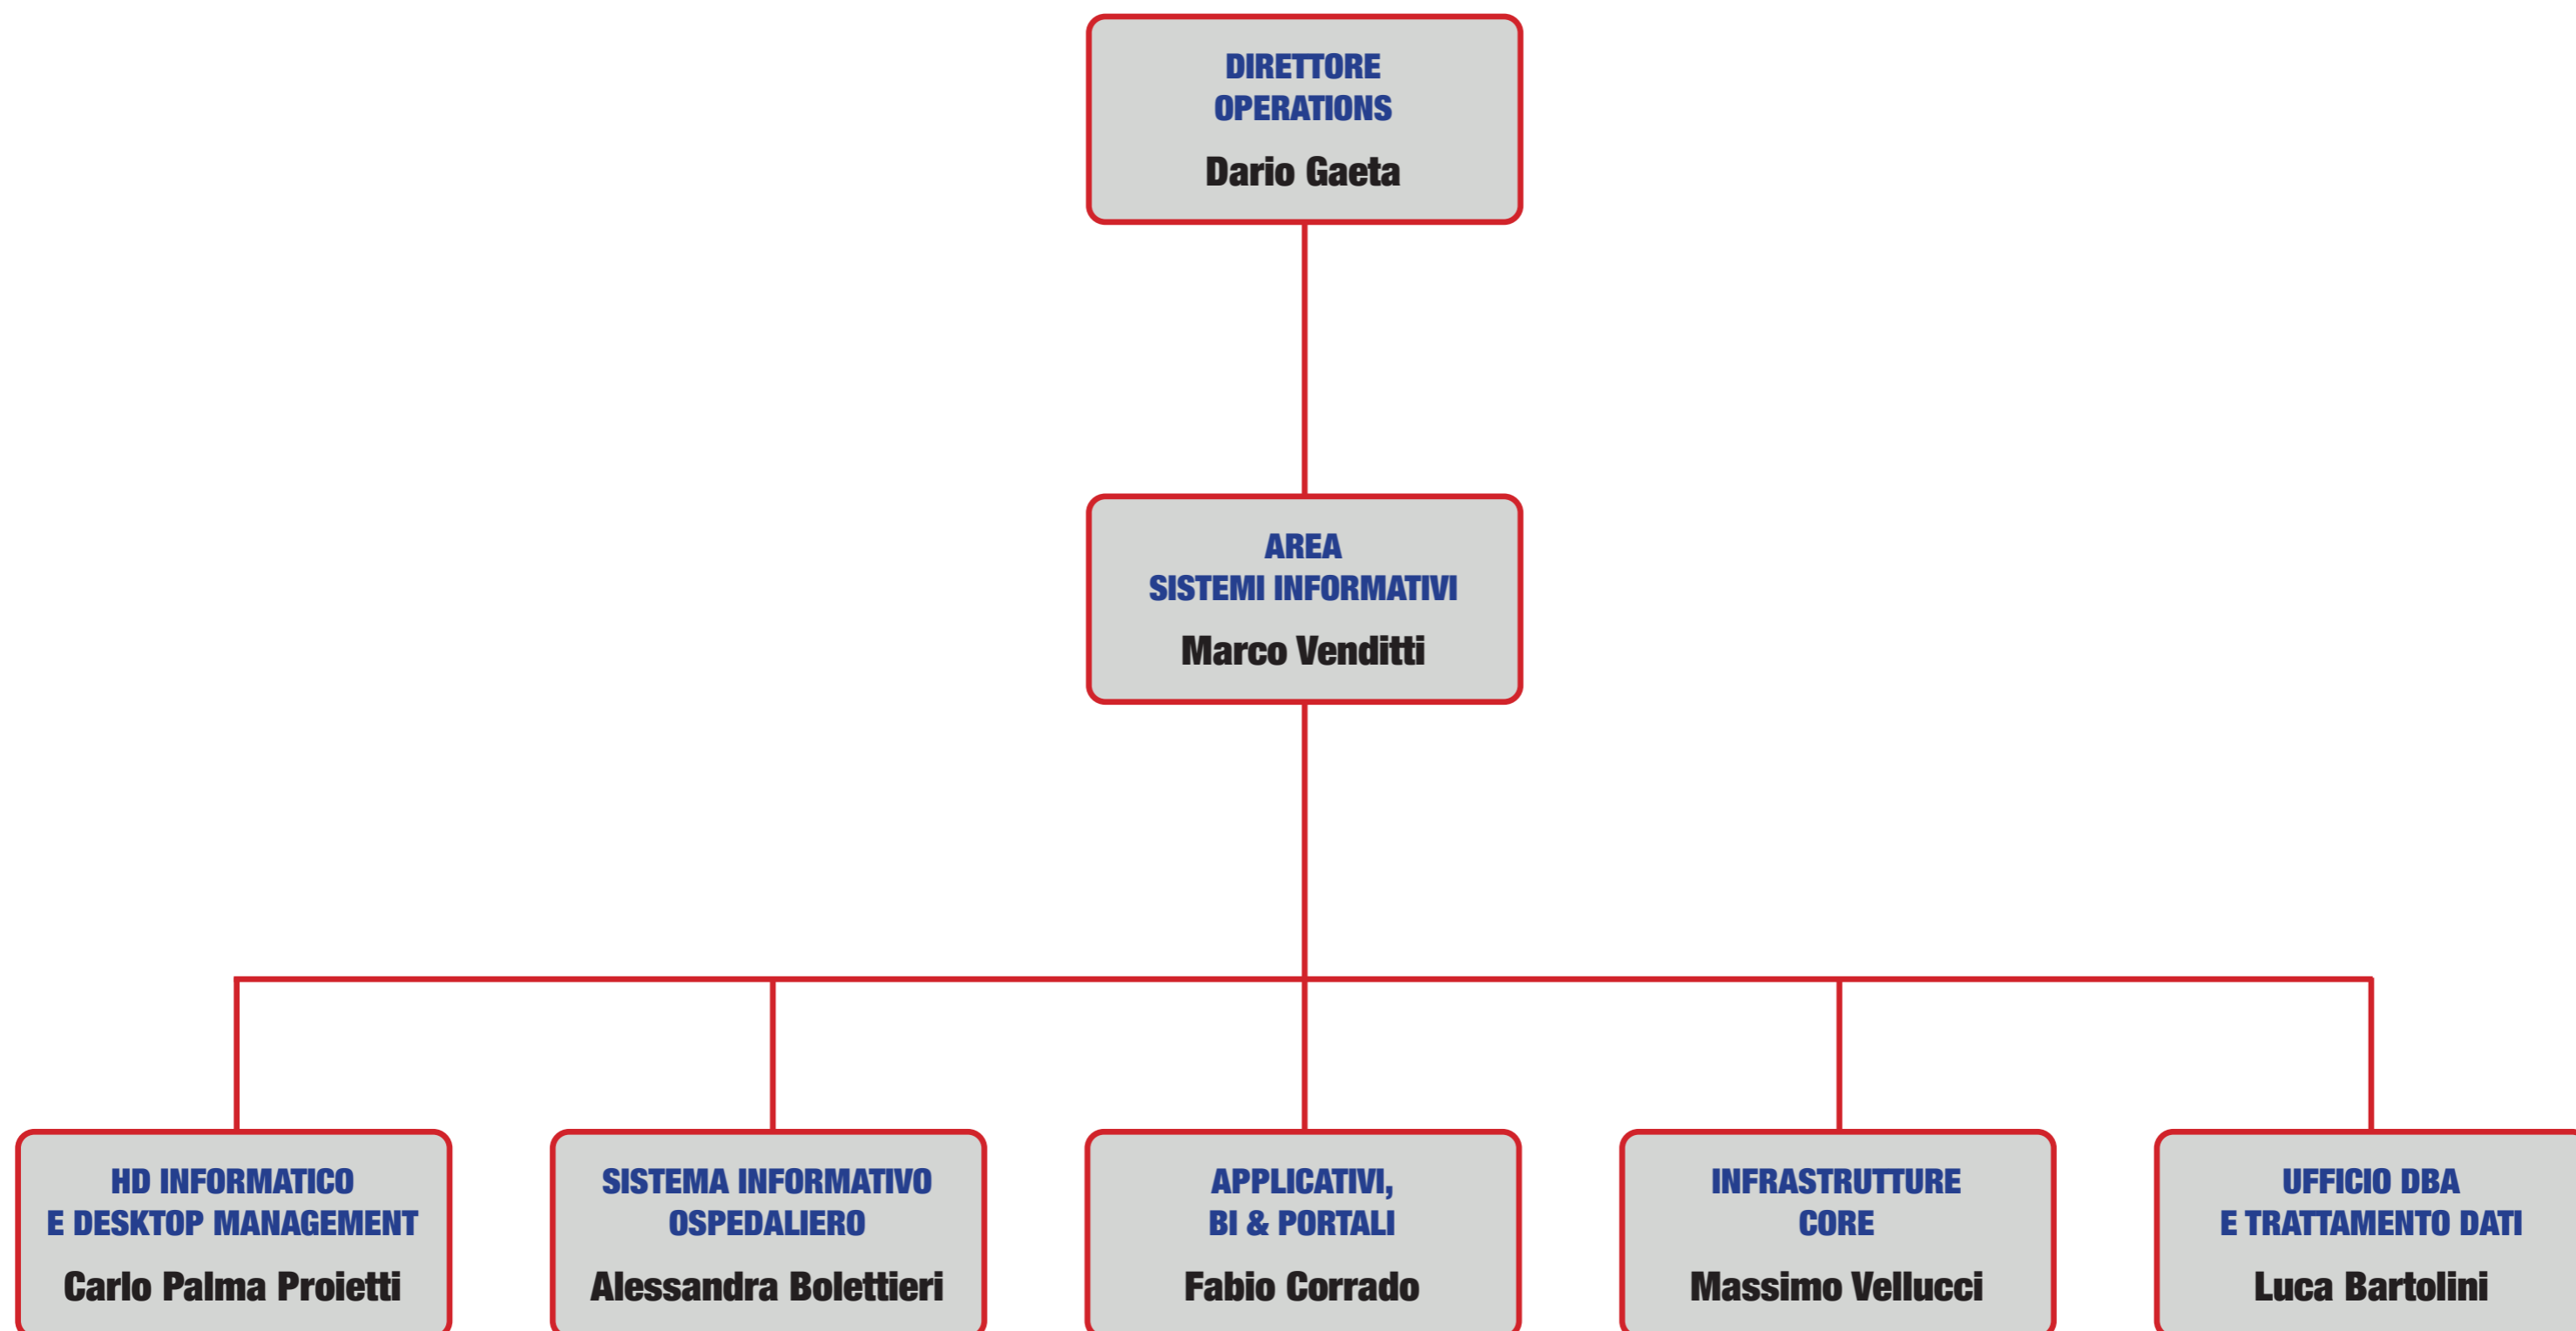 DIRETTORE
OPERATIONS
Dario Gaeta
AREA
SISTEMI INFORMATIVI
Marco Venditti
HD INFORMATICO
E DESKTOP MANAGEMENT
Carlo Palma Proietti
SISTEMA INFORMATIVO
OSPEDALIERO
Alessandra Bolettieri
APPLICATIVI,
BI & PORTALI
Fabio Corrado
INFRASTRUTTURE
CORE
Massimo Vellucci
UFFICIO DBA
E TRATTAMENTO DATI
Luca Bartolini